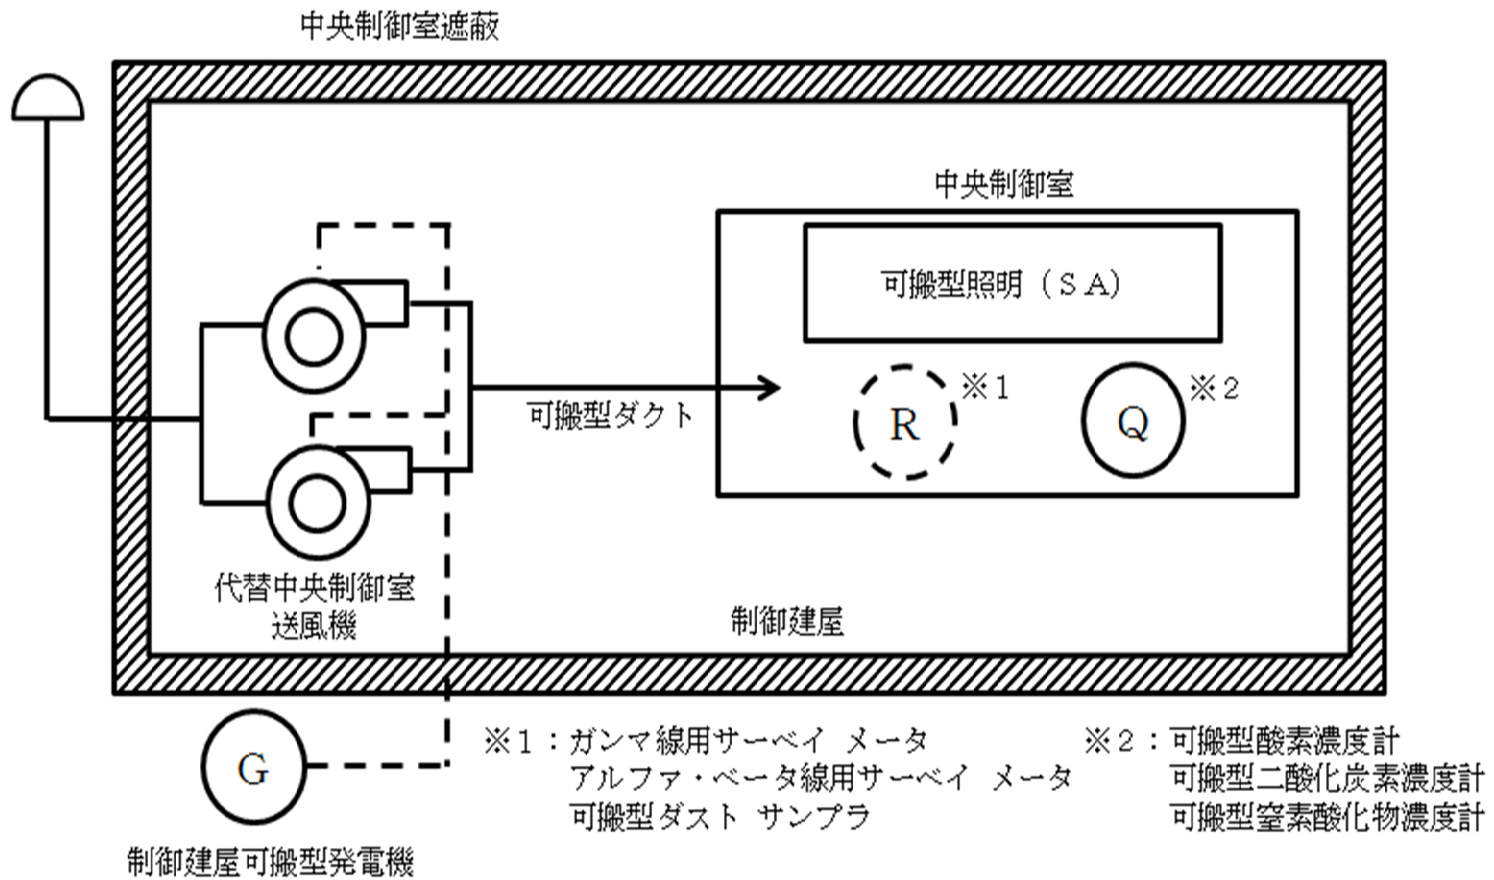 中央制御室遮蔽
中央制御室
可搬型照明（ＳＡ）
※１
※２
R
Q
可搬型ダクト
代替中央制御室
送風機
制御建屋
G
制御建屋可搬型発電機
※１：ガンマ線用サーベイ メータ
アルファ・ベータ線用サーベイ メータ
可搬型ダスト サンプラ
※２：可搬型酸素濃度計
可搬型二酸化炭素濃度計
可搬型窒素酸化物濃度計